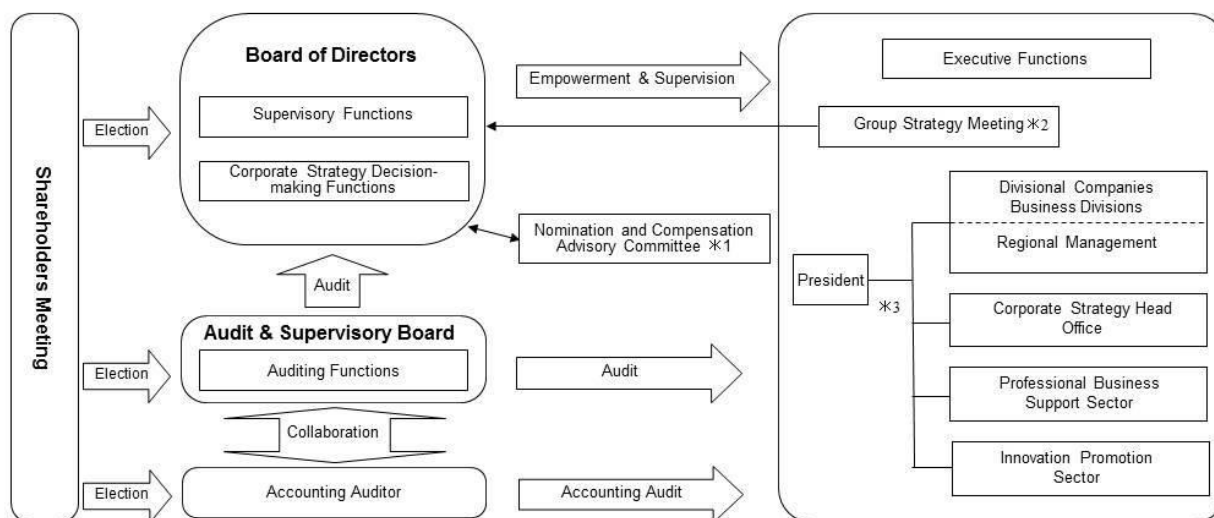 Shareholders Meeting
Election
Board of Directors
Supervisory Functions
Corporate Strategy Decision-
making Functions
Empowerment & Supervision
Executive Functions
Group Strategy Meeting ＊2
Nomination and Compensation
Advisory Committee ＊1
Divisional Companies
Business Divisions
Regional Management
President
＊3
Corporate Strategy Head
Office
Professional Business
Support Sector
Innovation Promotion
Sector
Audit
Audit & Supervisory Board
Election
Auditing Functions
Audit
Collaboration
Election
Accounting Auditor
Accounting Audit